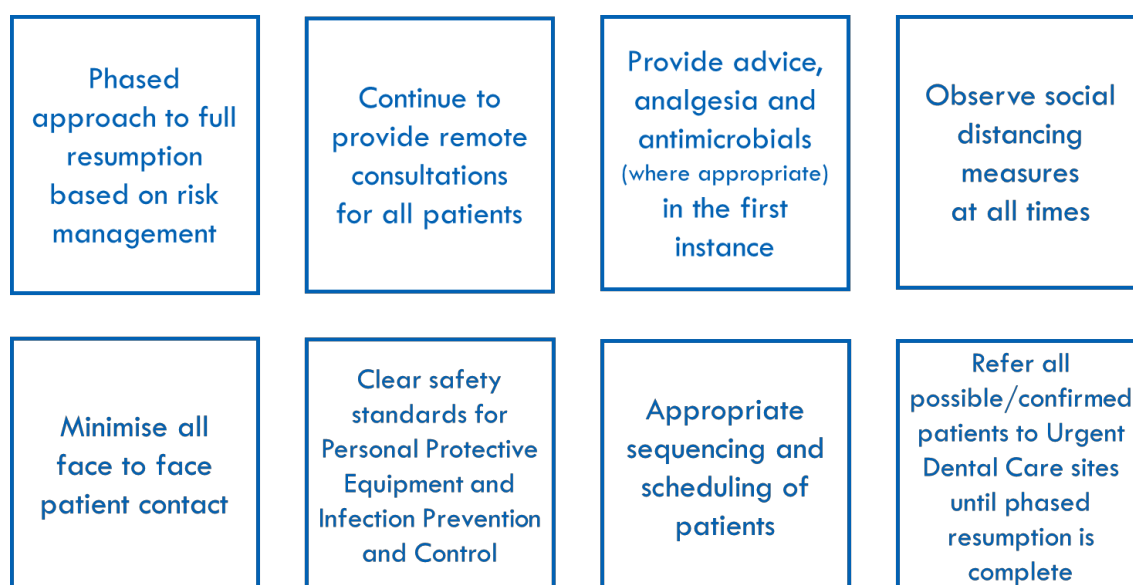 Phased
approach to full
resumption
based on risk
management
Continue to
provide remote
consultations
for all patients
Provide advice,
analgesia and
antimicrobials
(where appropriate)
in the first
instance
Observe social
distancing
measures
at all times
Minimise all
face to face
patient contact
Clear safety
standards for
Personal Protective
Equipment and
Infection Prevention
and Control
Appropriate
sequencing and
scheduling of
patients
Refer all
possible/confirmed
patients to Urgent
Dental Care sites
until phased
resumption is
complete